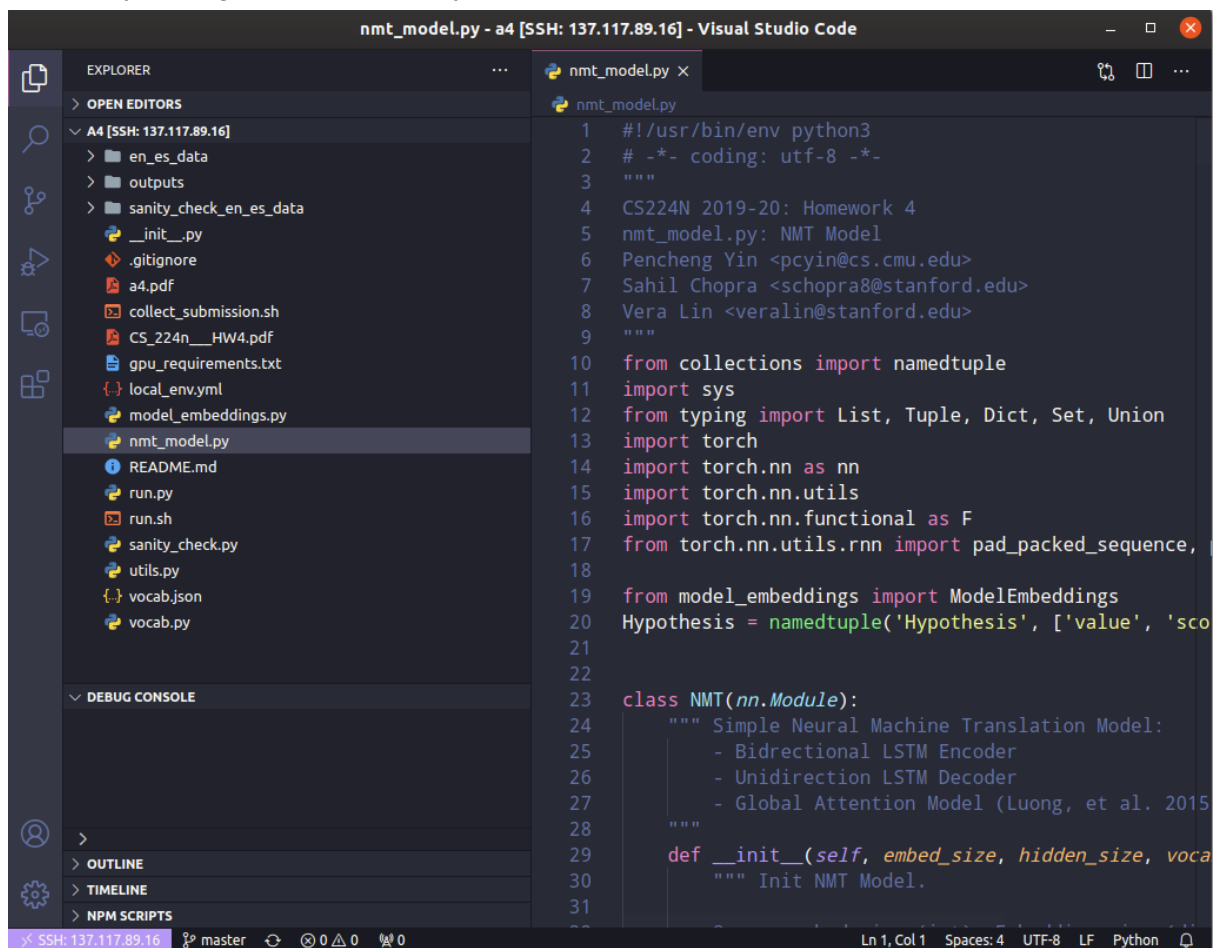 nmt_model.py - a4 [SSH: 137.117.89.16] - Visual Studio Code
EXPLORER
OPEN EDITORS
A4 [SSH: 137.117.89.16]
en_es_data
outputs
sanity_check_en_es_data
__init__.py
.gitignore
a4.pdf
collect_submission.sh
CS_224n___HW4.pdf
gpu_requirements.txt
local_env.yml
model_embeddings.py
nmt_model.py
README.md
run.py
run.sh
sanity_check.py
utils.py
vocab.json
vocab.py
DEBUG CONSOLE
>
OUTLINE
TIMELINE
NPM SCRIPTS
nmt_model.py
nmt_model.py
1 #!/usr/bin/env python3
2 # -*- coding: utf-8 -*-
3 """
4 CS224N 2019-20: Homework 4
5 nmt_model.py: NMT Model
6 Pencheng Yin <pcyin@cs.cmu.edu>
7 Sahil Chopra <schopra8@stanford.edu>
8 Vera Lin <veralin@stanford.edu>
9 """
10 from collections import namedtuple
11 import sys
12 from typing import List, Tuple, Dict, Set, Union
13 import torch
14 import torch.nn as nn
15 import torch.nn.utils
16 import torch.nn.functional as F
17 from torch.nn.utils.rnn import pad_packed_sequence,
18
19 from model_embeddings import ModelEmbeddings
20 Hypothesis = namedtuple('Hypothesis', ['value', 'sco
21
22
23 class NMT(nn.Module):
24 """ Simple Neural Machine Translation Model:
25 - Bidrectional LSTM Encoder
26 - Unidirection LSTM Decoder
27 - Global Attention Model (Luong, et al. 2015
28 """
29 def __init__(self, embed_size, hidden_size, voca
30 """ Init NMT Model.
31
SSH: 137.117.89.16 master 0 0 0 Ln 1, Col 1 Spaces: 4 UTF-8 LF Python